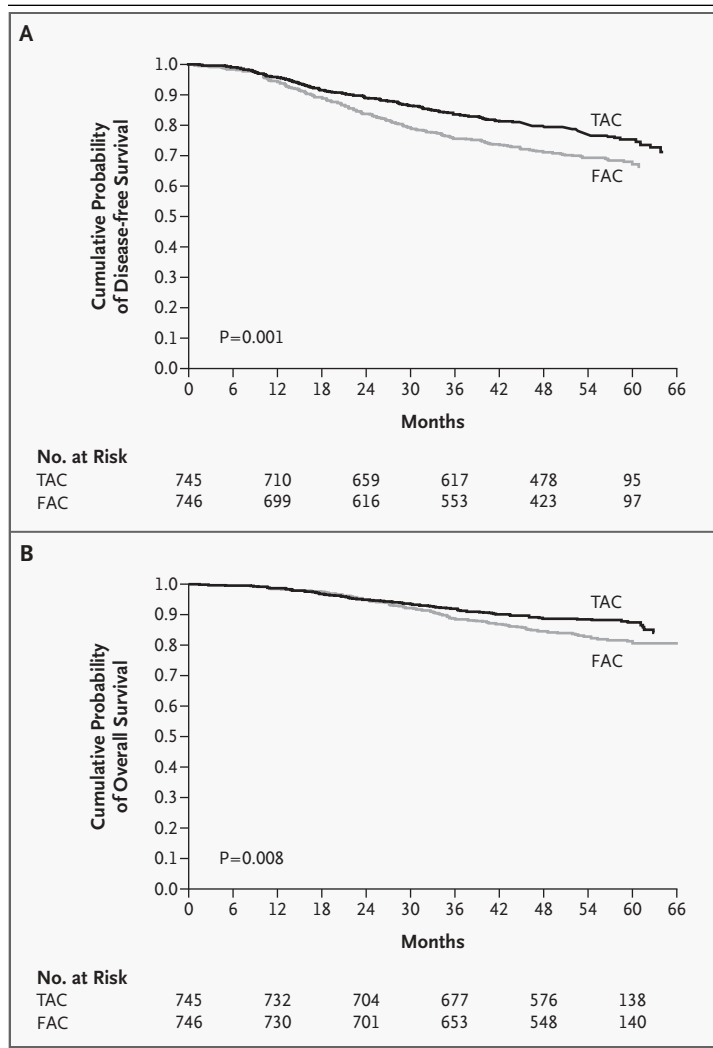 A
1.0
0.9
0.8
0.7
0.6
0.5
0.4
0.3
0.2
0.1
0.0
Cumulative Probability
of Disease-free Survival
TAC
FAC
P=0.001
0 6 12 18 24 30 36 42 48 54 60 66
Months
No. at Risk
TAC 745 710 659 617 478 95
FAC 746 699 616 553 423 97
B
1.0
0.9
0.8
0.7
0.6
0.5
0.4
0.3
0.2
0.1
0.0
Cumulative Probability
of Overall Survival
TAC
FAC
P=0.008
0 6 12 18 24 30 36 42 48 54 60 66
Months
No. at Risk
TAC 745 732 704 677 576 138
FAC 746 730 701 653 548 140